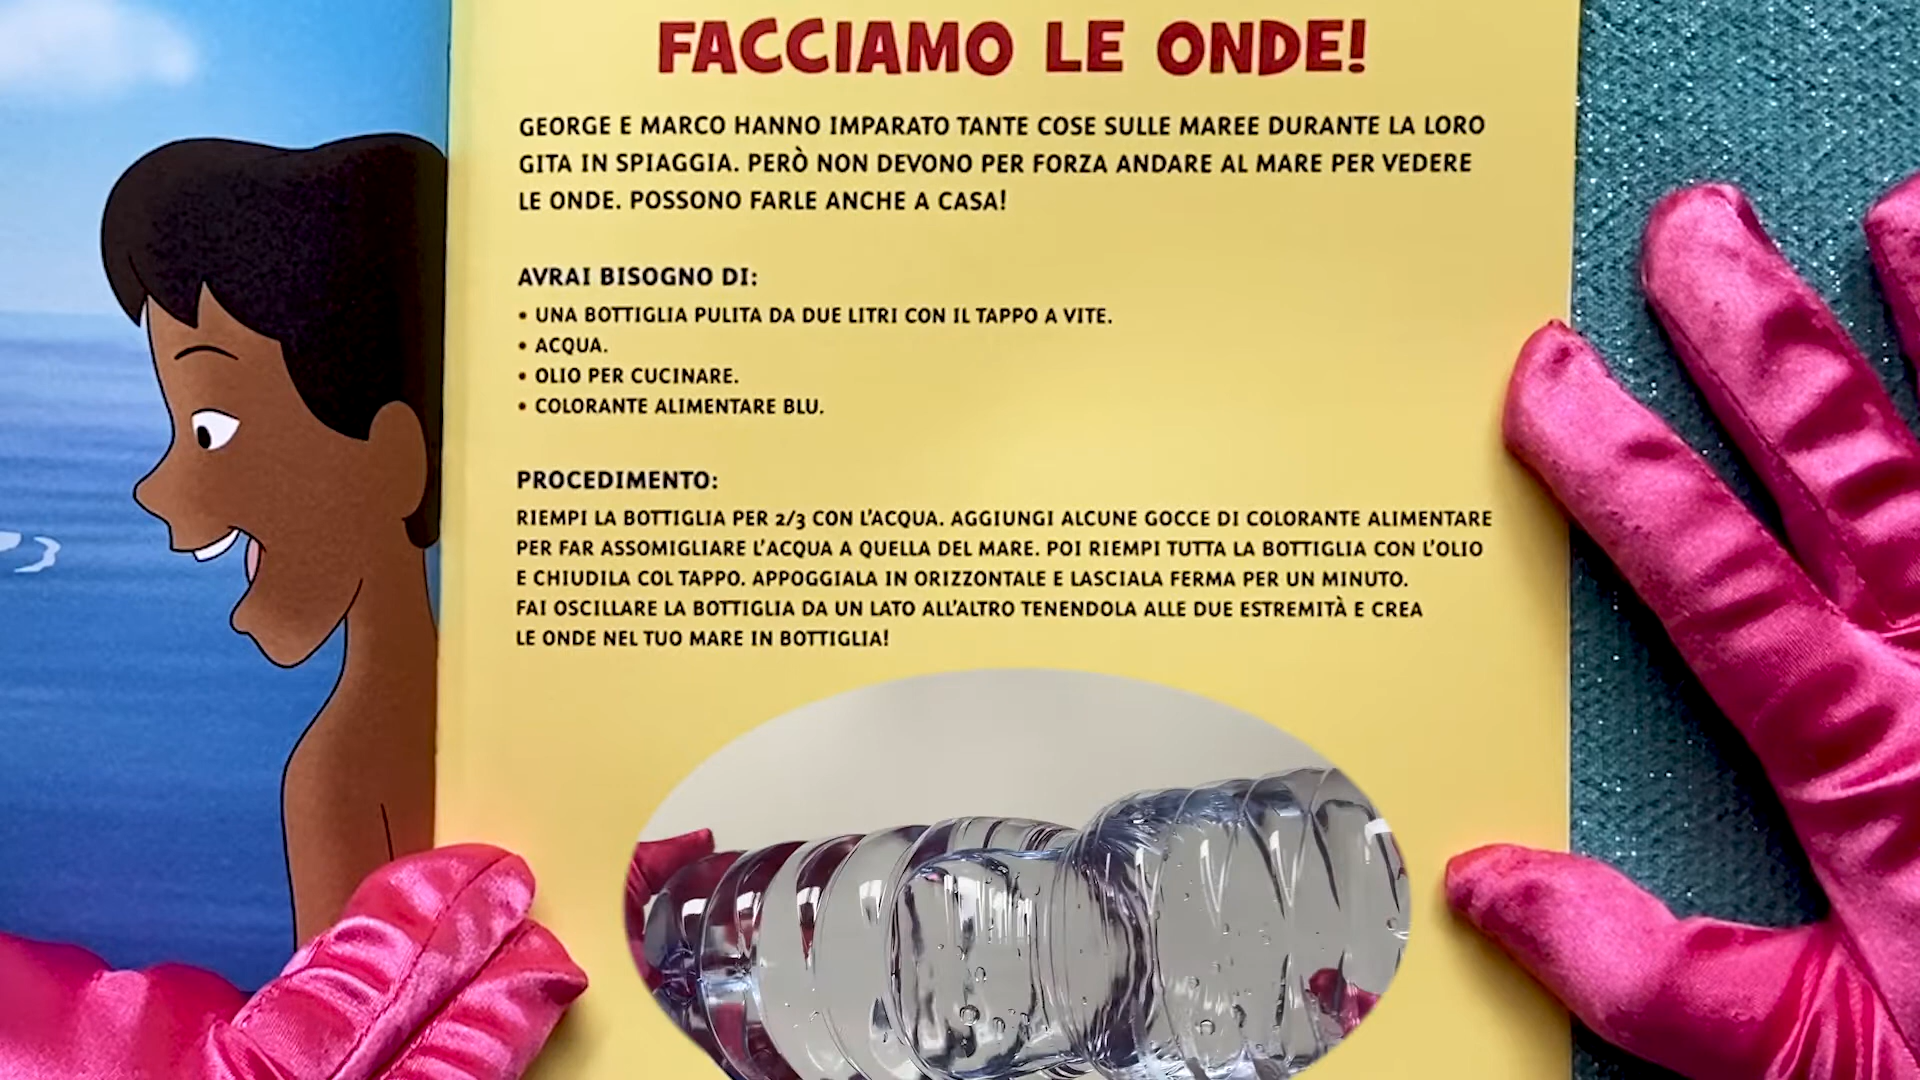 FACCIAMO LE ONDE!
GEORGE E MARCO HANNO IMPARATO TANTE COSE SULLE MAREE DURANTE LA LORO
GITA IN SPIAGGIA. PERÒ NON DEVONO PER FORZA ANDARE AL MARE PER VEDERE
LE ONDE. POSSONO FARLE ANCHE A CASA!
AVRAI BISOGNO DI:
• UNA BOTTIGLIA PULITA DA DUE LITRI CON IL TAPPO A VITE.
• ACQUA.
• OLIO PER CUCINARE.
• COLORANTE ALIMENTARE BLU.
PROCEDIMENTO:
RIEMPI LA BOTTIGLIA PER 2/3 CON L'ACQUA. AGGIUNGI ALCUNE GOCCE DI COLORANTE ALIMENTARE
PER FAR ASSOMIGLIARE L'ACQUA A QUELLA DEL MARE. POI RIEMPI TUTTA LA BOTTIGLIA CON L'OLIO
E CHIUDILA COL TAPPO. APPOGGIALA IN ORIZZONTALE E LASCIALA FERMA PER UN MINUTO.
FAI OSCILLARE LA BOTTIGLIA DA UN LATO ALL'ALTRO TENENDOLA ALLE DUE ESTREMITÀ E CREA
LE ONDE NEL TUO MARE IN BOTTIGLIA!